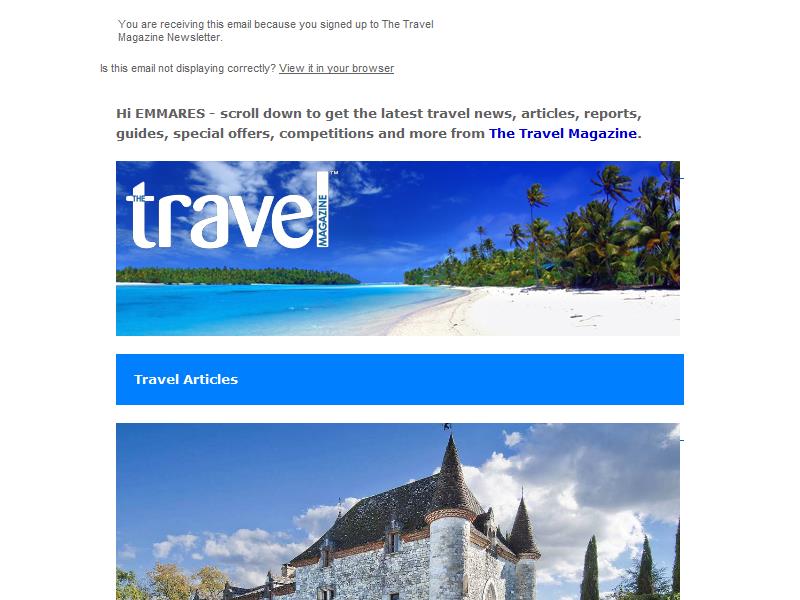 You are receiving this email because you signed up to The Travel
Magazine Newsletter.
Is this email not displaying correctly? View it in your browser
Hi EMMARES - scroll down to get the latest travel news, articles, reports,
guides, special offers, competitions and more from The Travel Magazine.
THE travel MAGAZINE™
Travel Articles